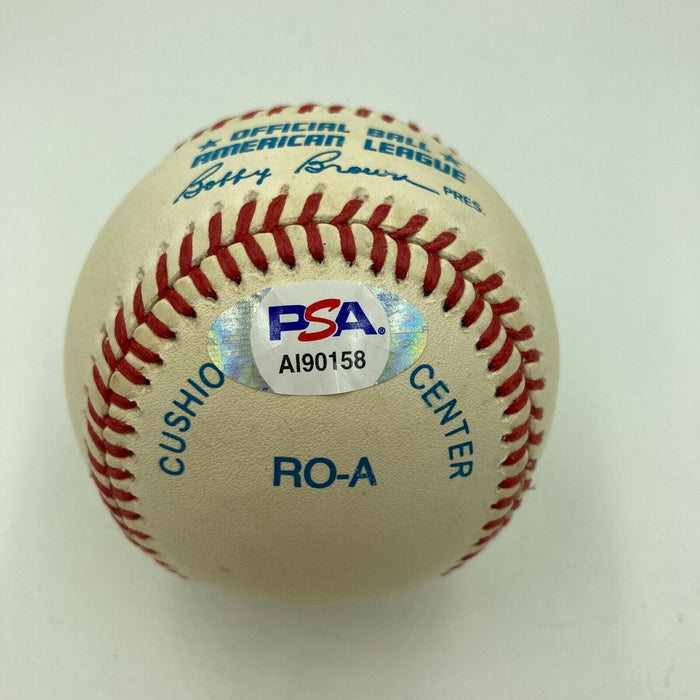 ★ OFFICIAL BALL ★
AMERICAN LEAGUE
Bobby Brown PRES.
PSA®
AI90158
CUSHIO CENTER
RO-A